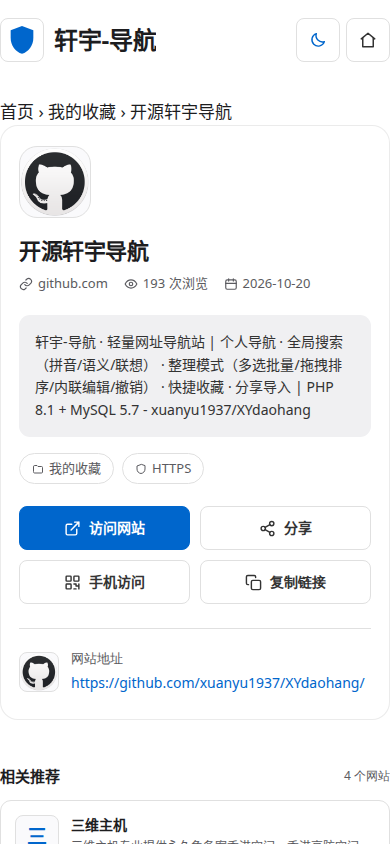 轩宇-导航
首页 › 我的收藏 › 开源轩宇导航
开源轩宇导航
github.com 193 次浏览 2026-10-20
轩宇-导航 · 轻量网址导航站 | 个人导航 · 全局搜索
（拼音/语义/联想） · 整理模式（多选批量/拖拽排
序/内联编辑/撤销） · 快捷收藏 · 分享导入 | PHP
8.1 + MySQL 5.7 - xuanyu1937/XYdaohang
我的收藏 HTTPS
访问网站 分享
手机访问 复制链接
网站地址
https://github.com/xuanyu1937/XYdaohang/
相关推荐 4 个网站
三 三维主机